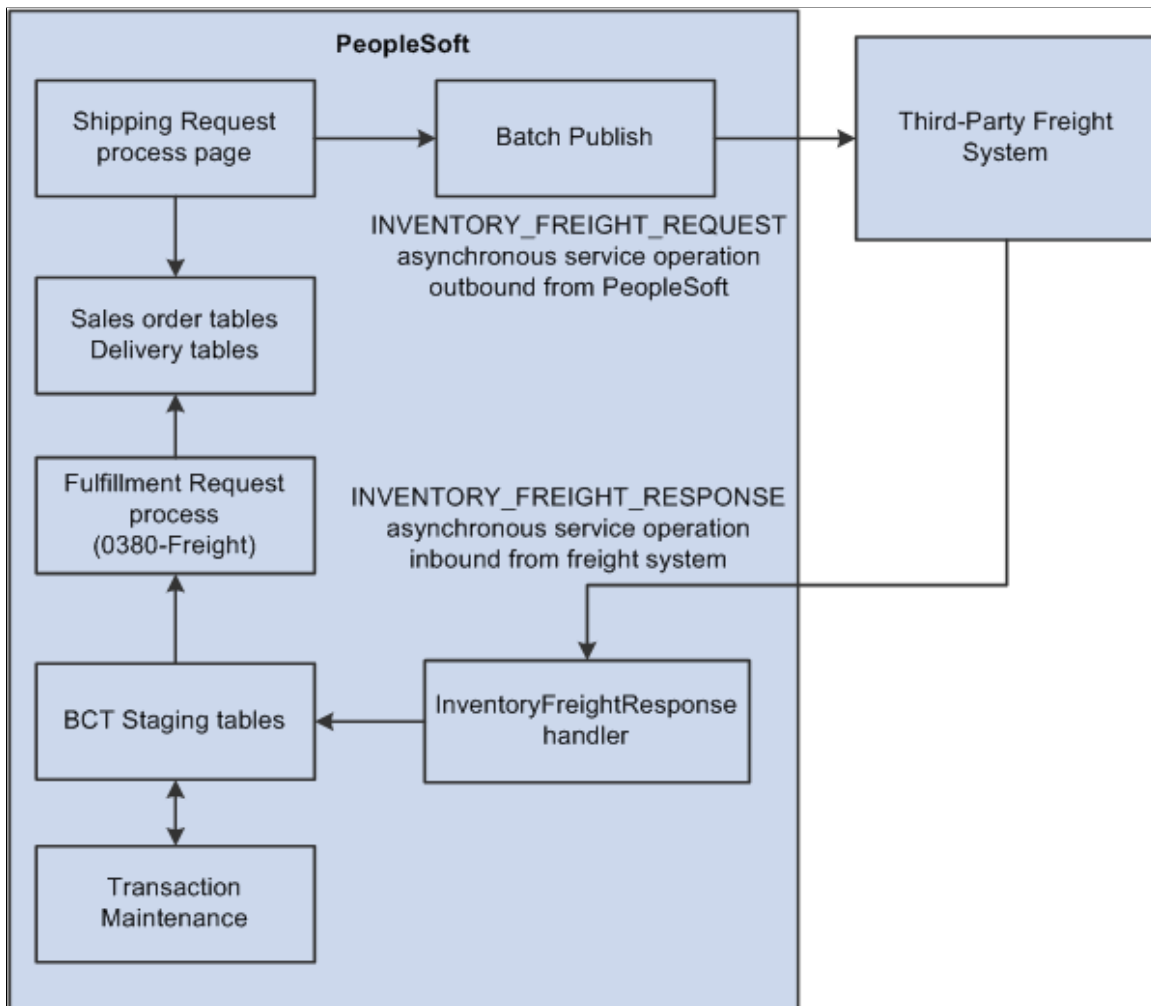 PeopleSoft
Shipping Request
process page
Batch Publish
Third-Party Freight
System
INVENTORY_FREIGHT_REQUEST
asynchronous service operation
outbound from PeopleSoft
Sales order tables
Delivery tables
Fulfillment Request
process
(0380-Freight)
INVENTORY_FREIGHT_RESPONSE
asynchronous service operation
inbound from freight system
BCT Staging tables
InventoryFreightResponse
handler
Transaction
Maintenance